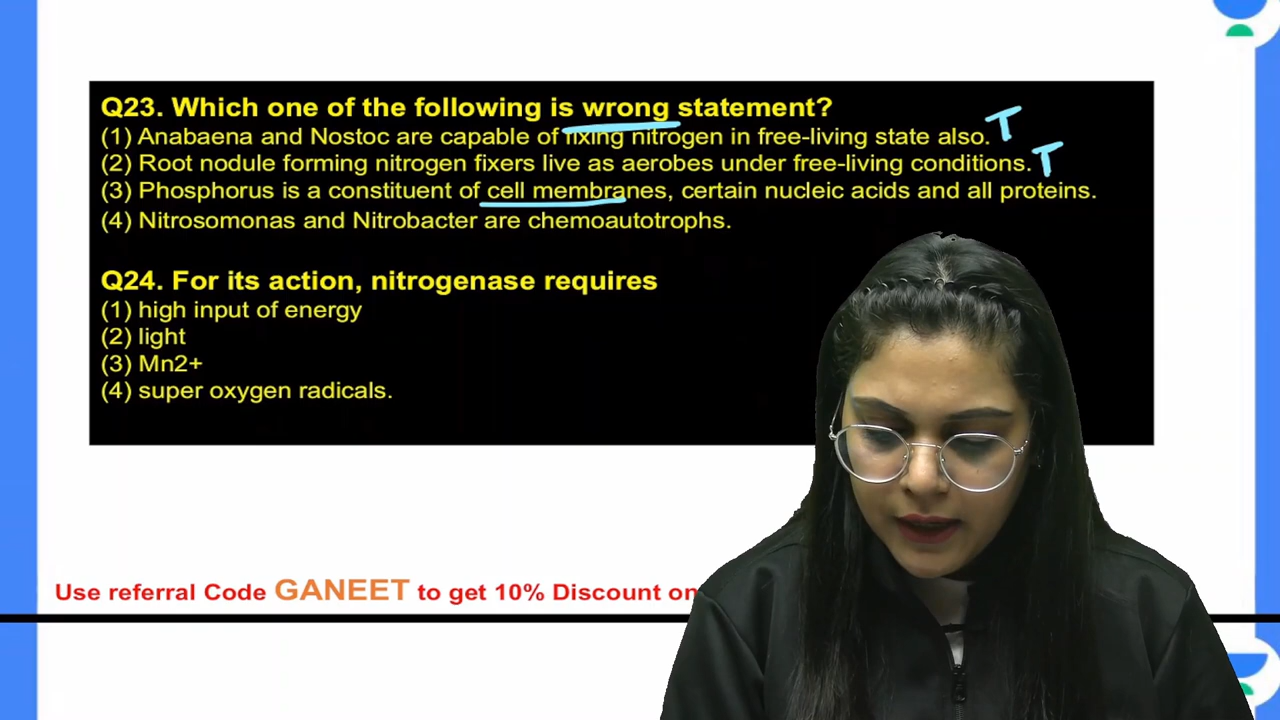 Q23. Which one of the following is wrong statement?
(1) Anabaena and Nostoc are capable of fixing nitrogen in free-living state also. T
(2) Root nodule forming nitrogen fixers live as aerobes under free-living conditions. T
(3) Phosphorus is a constituent of cell membranes, certain nucleic acids and all proteins.
(4) Nitrosomonas and Nitrobacter are chemoautotrophs.
Q24. For its action, nitrogenase requires
(1) high input of energy
(2) light
(3) Mn2+
(4) super oxygen radicals.
Use referral Code GANEET to get 10% Discount on